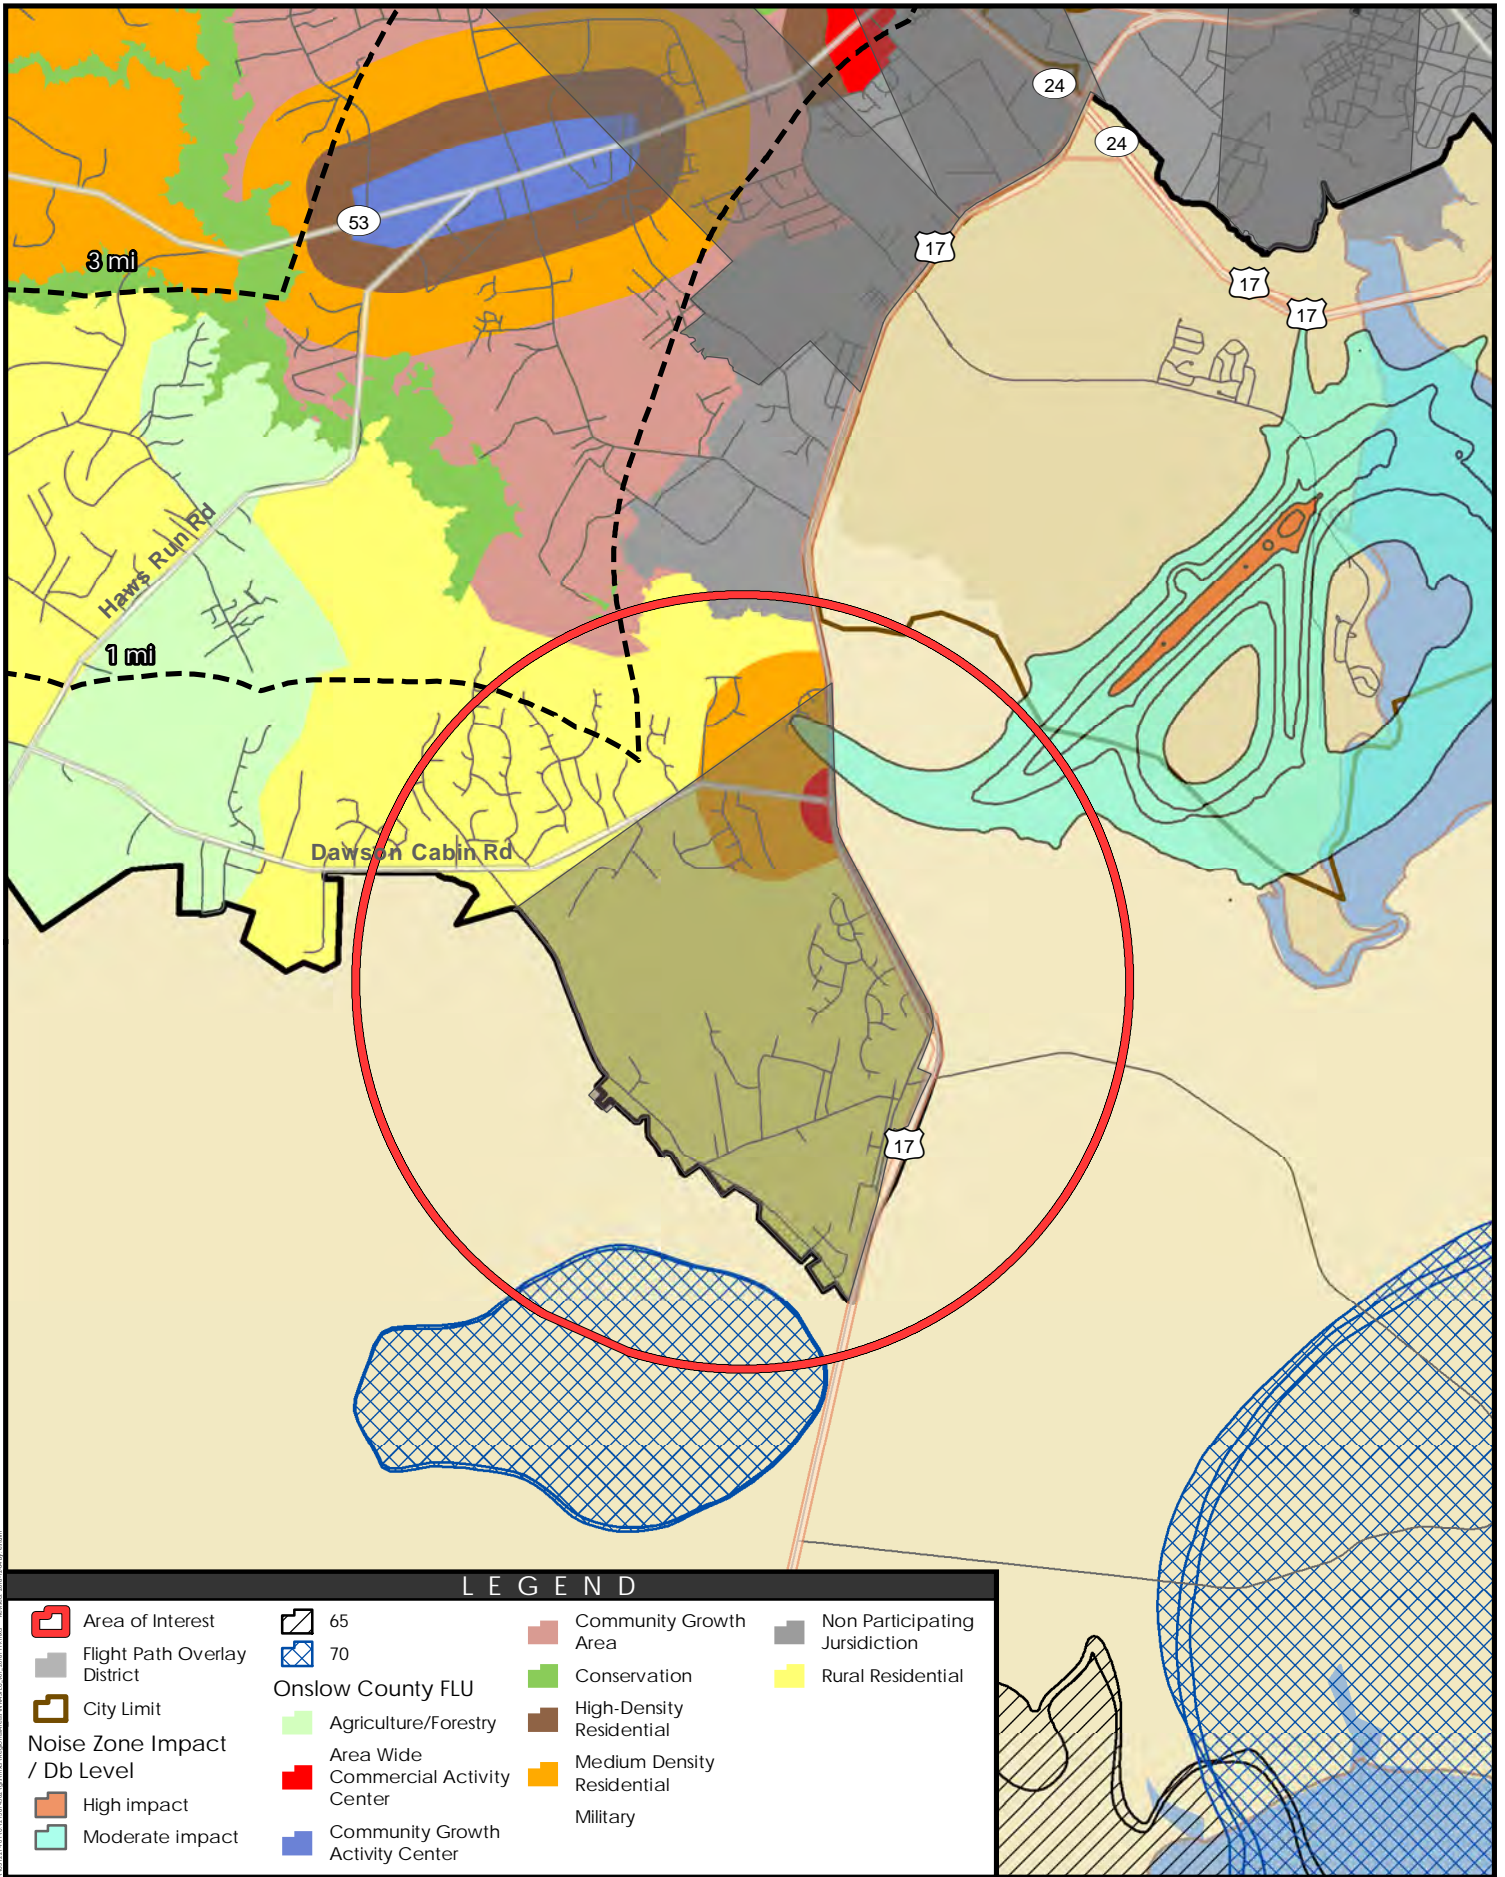 24
24
53
17
3 mi
17
17
Haws Run Rd
1 mi
Dawson Cabin Rd
17
LEGEND
Area of Interest
Flight Path Overlay
District
City Limit
Noise Zone Impact
/ Db Level
High impact
Moderate impact
65
70
Onslow County FLU
Agriculture/Forestry
Area Wide
Commercial Activity
Center
Community Growth
Activity Center
Community Growth
Area
Conservation
High-Density
Residential
Medium Density
Residential
Military
Non Participating
Jursidiction
Rural Residential